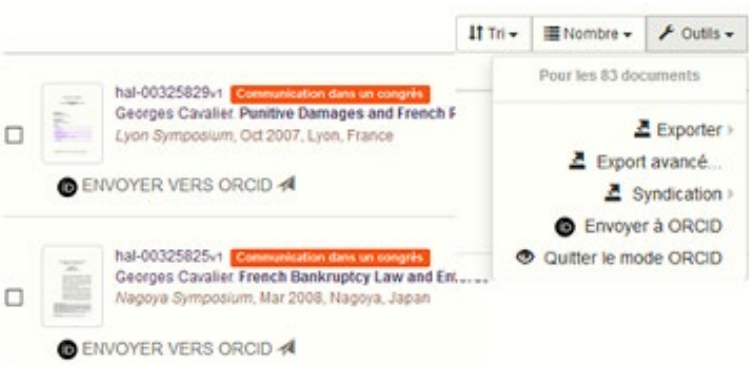 Tri
Nombre
Outils
Pour les 83 documents
Exporter
Export avancé...
Syndication
Envoyer à ORCID
Quitter le mode ORCID
hal-00325829v1 Communication dans un congrès
Georges Cavalier. Punitive Damages and French
Lyon Symposium, Oct 2007, Lyon, France
iD ENVOYER VERS ORCID
hal-00325825v1 Communication dans un congrès
Georges Cavalier. French Bankruptcy Law and
Nagoya Symposium, Mar 2008, Nagoya, Japan
iD ENVOYER VERS ORCID